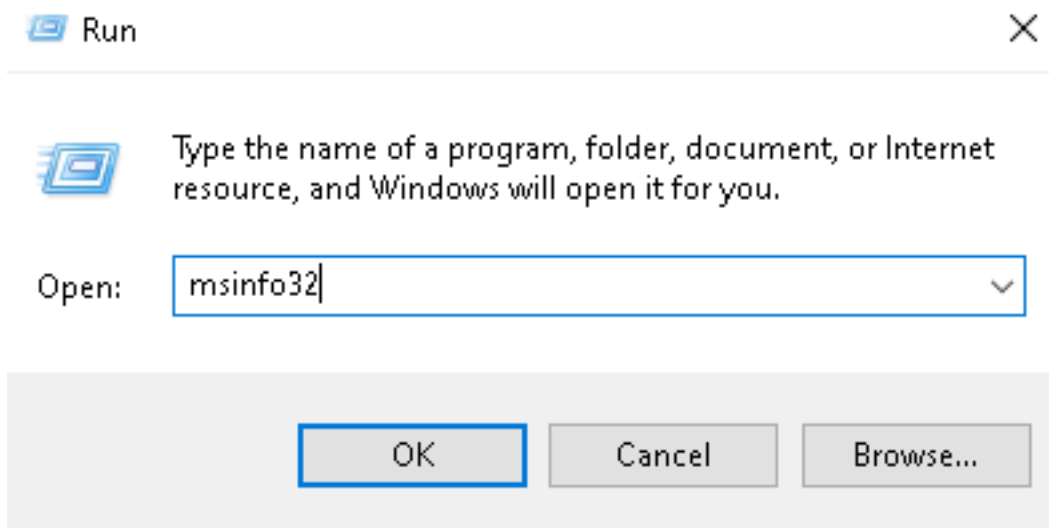 Run
Type the name of a program, folder, document, or Internet
resource, and Windows will open it for you.
Open: msinfo32
OK Cancel Browse...